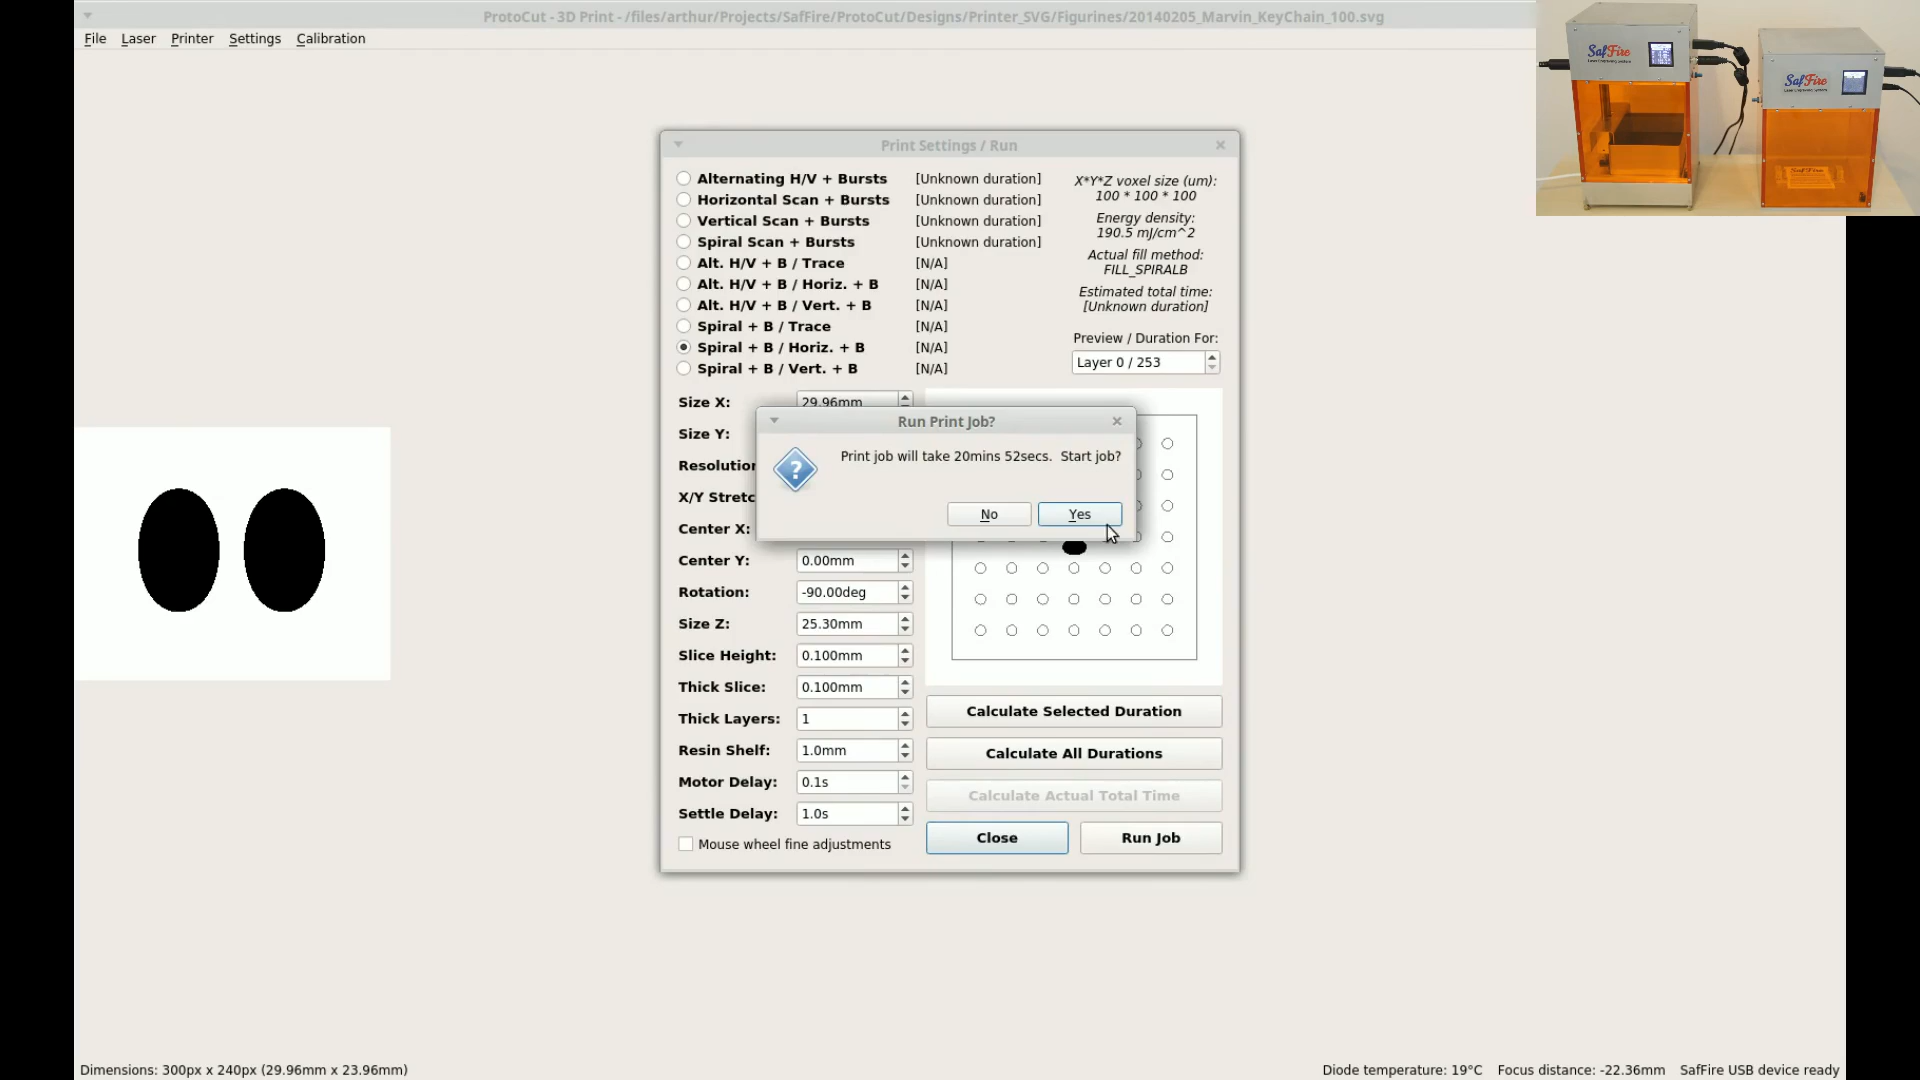 ProtoCut - 3D Print - /files/arthur/Projects/SafFire/ProtoCut/Designs/Printer_SVG/Figurines/20140205_Marvin_KeyChain_100.svg
File Laser Printer Settings Calibration
SafFire
SafFire
Print Settings / Run
Alternating H/V + Bursts [Unknown duration]
Horizontal Scan + Bursts [Unknown duration]
Vertical Scan + Bursts [Unknown duration]
Spiral Scan + Bursts [Unknown duration]
Alt. H/V + B / Trace [N/A]
Alt. H/V + B / Horiz. + B [N/A]
Alt. H/V + B / Vert. + B [N/A]
Spiral + B / Trace [N/A]
Spiral + B / Horiz. + B [N/A]
Spiral + B / Vert. + B [N/A]
X*Y*Z voxel size (um):
100 * 100 * 100
Energy density:
190.5 mJ/cm^2
Actual fill method:
FILL_SPIRALB
Estimated total time:
[Unknown duration]
Preview / Duration For:
Layer 0 / 253
Size X: 29.96mm
Size Y:
Resolution
X/Y Stretc
Center X:
Run Print Job?
Print job will take 20mins 52secs. Start job?
No Yes
Center Y: 0.00mm
Rotation: -90.00deg
Size Z: 25.30mm
Slice Height: 0.100mm
Thick Slice: 0.100mm
Thick Layers: 1
Resin Shelf: 1.0mm
Motor Delay: 0.1s
Settle Delay: 1.0s
Mouse wheel fine adjustments
Calculate Selected Duration
Calculate All Durations
Calculate Actual Total Time
Close Run Job
Dimensions: 300px x 240px (29.96mm x 23.96mm)
Diode temperature: 19°C Focus distance: -22.36mm SafFire USB device ready